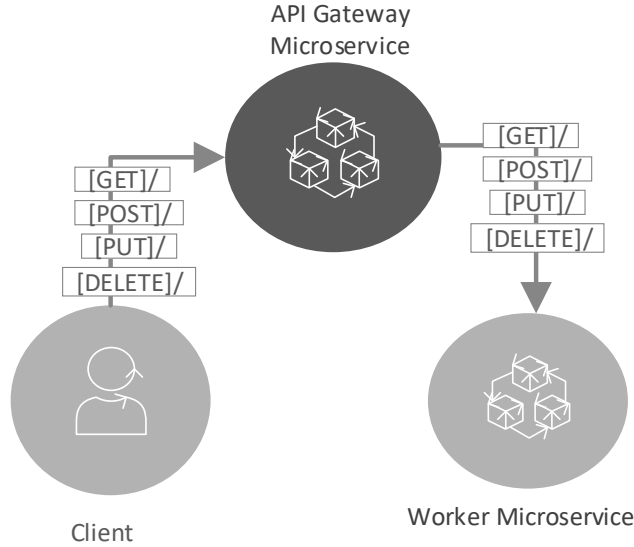 API Gateway
Microservice
[GET]/
[POST]/
[PUT]/
[DELETE]/
[GET]/
[POST]/
[PUT]/
[DELETE]/
Client
Worker Microservice